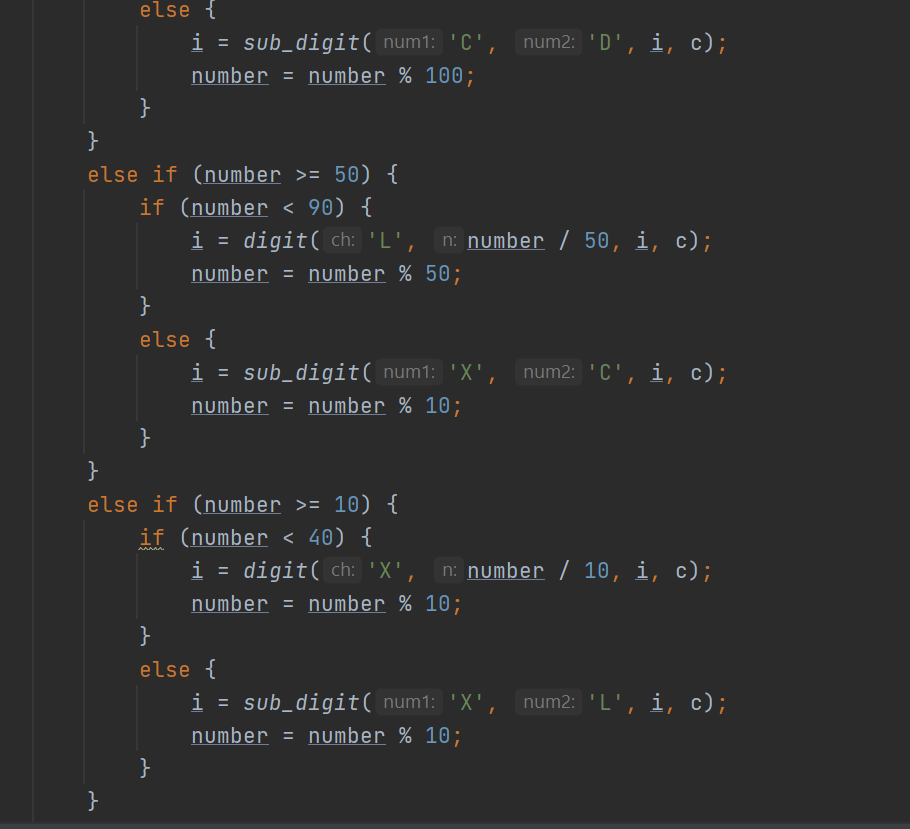 else {
i = sub_digit( num1: 'C', num2: 'D', i, c);
number = number % 100;
}
}
else if (number >= 50) {
if (number < 90) {
i = digit( ch: 'L', n: number / 50, i, c);
number = number % 50;
}
else {
i = sub_digit( num1: 'X', num2: 'C', i, c);
number = number % 10;
}
}
else if (number >= 10) {
if (number < 40) {
i = digit( ch: 'X', n: number / 10, i, c);
number = number % 10;
}
else {
i = sub_digit( num1: 'X', num2: 'L', i, c);
number = number % 10;
}
}